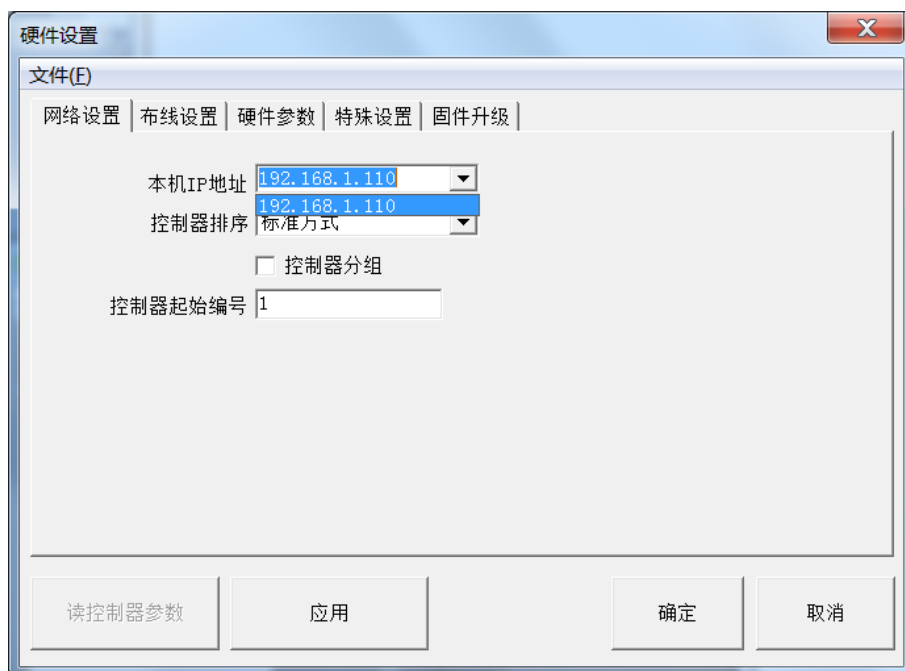 硬件设置
文件(F)
网络设置 布线设置 硬件参数 特殊设置 固件升级
本机IP地址 192.168.1.110
192.168.1.110
控制器排序 标准方式
控制器分组
控制器起始编号 1
读控制器参数 应用 确定 取消